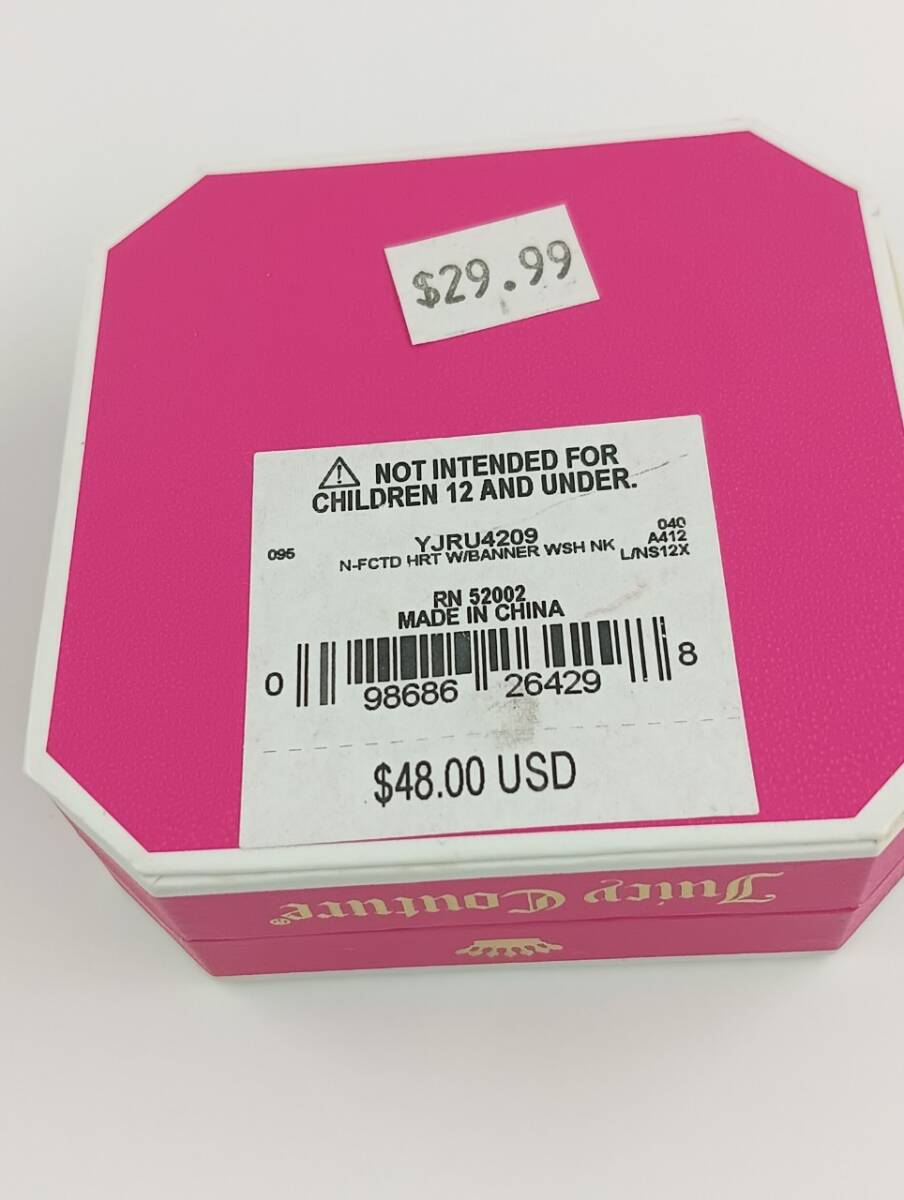 $29.99
NOT INTENDED FOR
CHILDREN 12 AND UNDER.
095 YJRU4209 040
N-FCTD HRT W/BANNER WSH NK A412
L/NS12X
RN 52002
MADE IN CHINA
0 98686 26429 8
$48.00 USD
Juicy Couture®